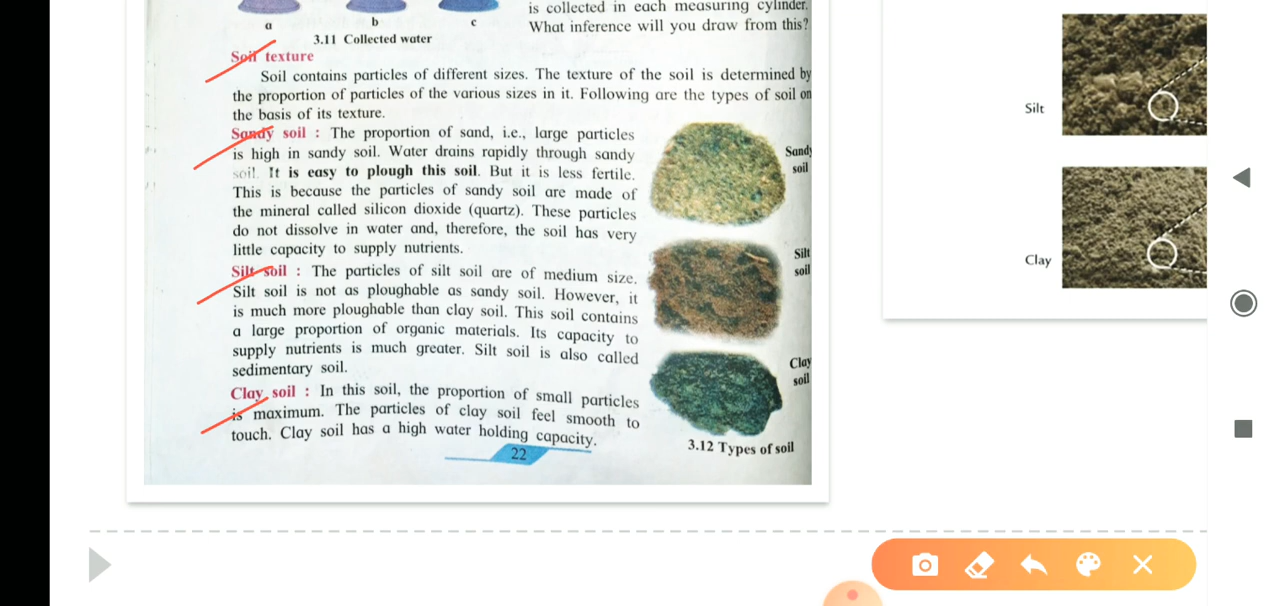 a
b
c
is collected in each measuring cylinder.
What inference will you draw from this?
3.11 Collected water
Soil texture
Soil contains particles of different sizes. The texture of the soil is determined by
the proportion of particles of the various sizes in it. Following are the types of soil on
the basis of its texture.
Sandy soil : The proportion of sand, i.e., large particles
is high in sandy soil. Water drains rapidly through sandy
soil. It is easy to plough this soil. But it is less fertile.
This is because the particles of sandy soil are made of
the mineral called silicon dioxide (quartz). These particles
do not dissolve in water and, therefore, the soil has very
little capacity to supply nutrients.
Silt soil : The particles of silt soil are of medium size.
Silt soil is not as ploughable as sandy soil. However, it
is much more ploughable than clay soil. This soil contains
a large proportion of organic materials. Its capacity to
supply nutrients is much greater. Silt soil is also called
sedimentary soil.
Clay soil : In this soil, the proportion of small particles
is maximum. The particles of clay soil feel smooth to
touch. Clay soil has a high water holding capacity.
Sandy
soil
Silt
soil
Clay
soil
3.12 Types of soil
22
Silt
Clay